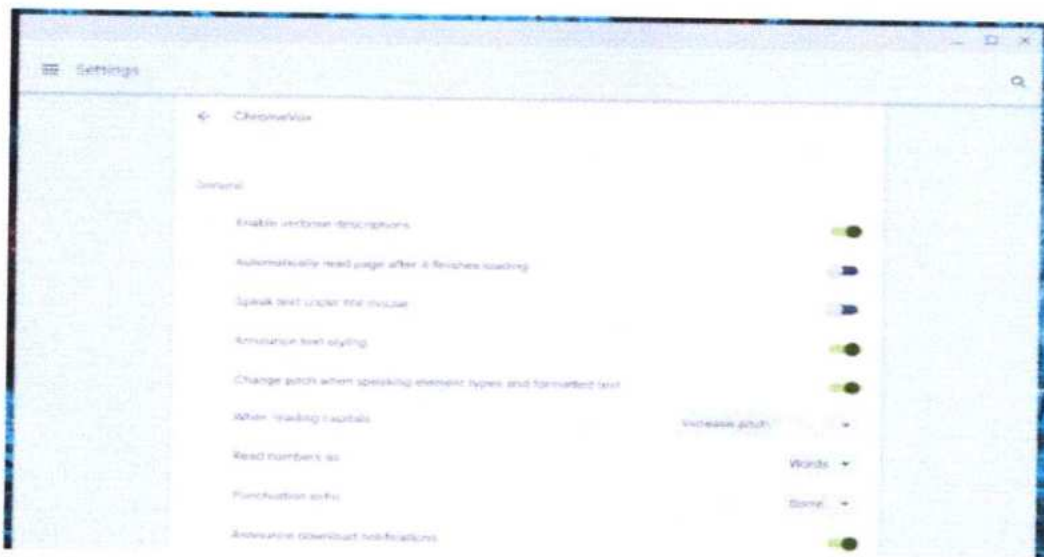 Settings
ChromeVox
General
Enable verbose descriptions
Automatically read page after it finishes loading
Speak text under the mouse
Announce text styling
Change pitch when speaking element types and formatted text
When reading capitals Increase pitch
Read numbers as Words
Punctuation echo Some
Announce download notifications